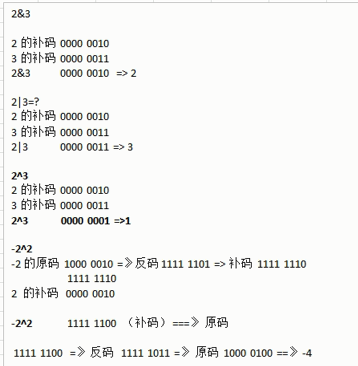 2&3
2 的补码 0000 0010
3 的补码 0000 0011
2&3 0000 0010 => 2
2|3=?
2 的补码 0000 0010
3 的补码 0000 0011
2|3 0000 0011 => 3
2^3
2 的补码 0000 0010
3 的补码 0000 0011
2^3 0000 0001 =>1
-2^2
-2 的原码 1000 0010 =》反码 1111 1101 => 补码 1111 1110
1111 1110
2 的补码 0000 0010
-2^2 1111 1100 （补码）===》 原码
1111 1100 =》反码 1111 1011 =》 原码 1000 0100 ==》 -4